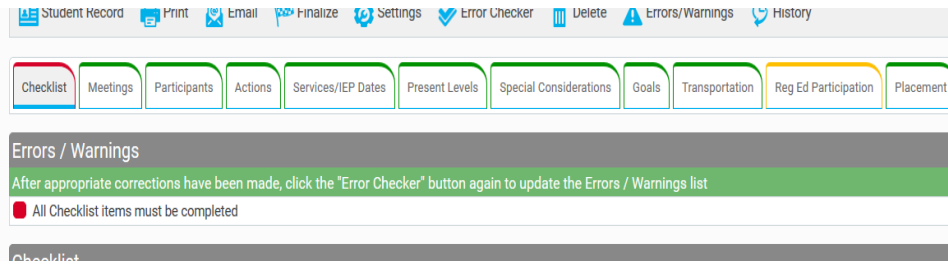 Student Record Print Email Finalize Settings Error Checker Delete Errors/Warnings History
Checklist Meetings Participants Actions Services/IEP Dates Present Levels Special Considerations Goals Transportation Reg Ed Participation Placement
Errors / Warnings
After appropriate corrections have been made, click the "Error Checker" button again to update the Errors / Warnings list
All Checklist items must be completed
Checklist